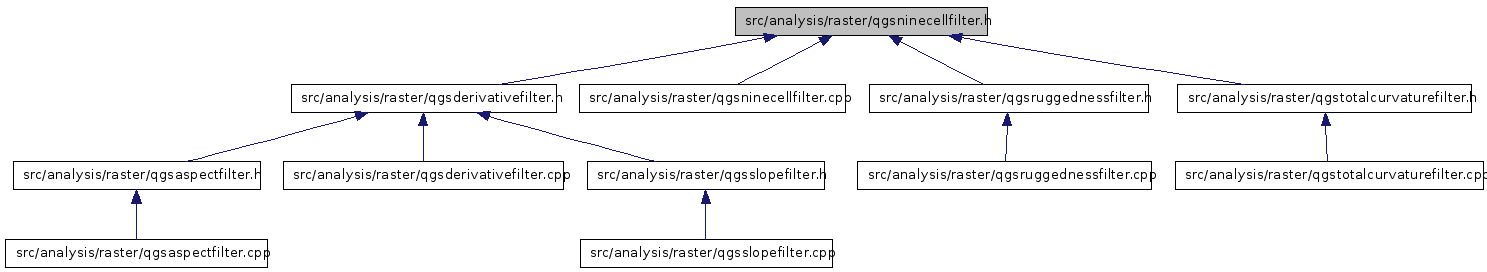 src/analysis/raster/qgsninecellfilter.h
src/analysis/raster/qgsderivativefilter.h
src/analysis/raster/qgsninecellfilter.cpp
src/analysis/raster/qgsruggednessfilter.h
src/analysis/raster/qgstotalcurvaturefilter.h
src/analysis/raster/qgsaspectfilter.h
src/analysis/raster/qgsderivativefilter.cpp
src/analysis/raster/qgsslopefilter.h
src/analysis/raster/qgsruggednessfilter.cpp
src/analysis/raster/qgstotalcurvaturefilter.cpp
src/analysis/raster/qgsaspectfilter.cpp
src/analysis/raster/qgsslopefilter.cpp